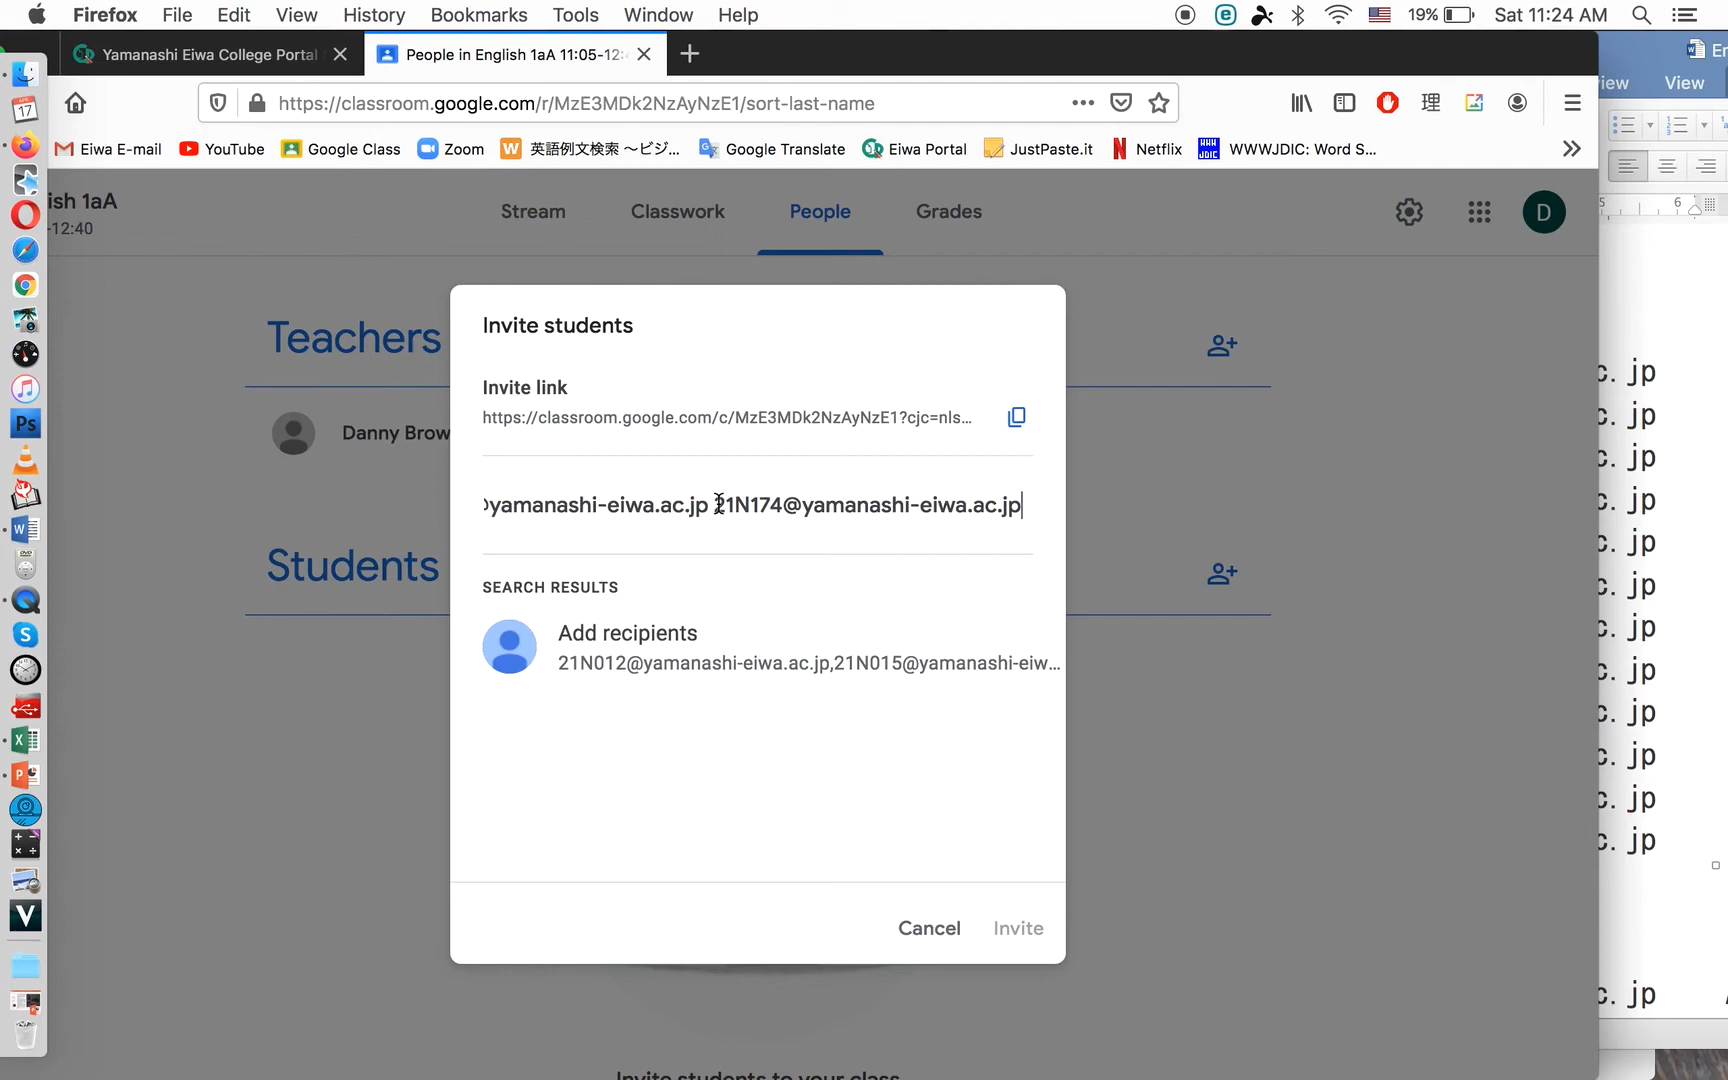 Firefox File Edit View History Bookmarks Tools Window Help 19% Sat 11:24 AM
Yamanashi Eiwa College Portal People in English 1aA 11:05-12:
https://classroom.google.com/r/MzE3MDk2NzAyNzE1/sort-last-name
Eiwa E-mail YouTube Google Class Zoom 英語例文検索 〜ビジ... Google Translate Eiwa Portal JustPaste.it Netflix WWWJDIC: Word S...
View
ish 1aA
-12:40
Stream Classwork People Grades
D
Teachers
Danny Brow
Students
Invite students
Invite link
https://classroom.google.com/c/MzE3MDk2NzAyNzE1?cjc=nls...
@yamanashi-eiwa.ac.jp 21N174@yamanashi-eiwa.ac.jp
SEARCH RESULTS
Add recipients
21N012@yamanashi-eiwa.ac.jp,21N015@yamanashi-eiw...
Cancel Invite
Invite students to your class
c. jp
c. jp
c. jp
c. jp
c. jp
c. jp
c. jp
c. jp
c. jp
c. jp
c. jp
c. jp
c. jp